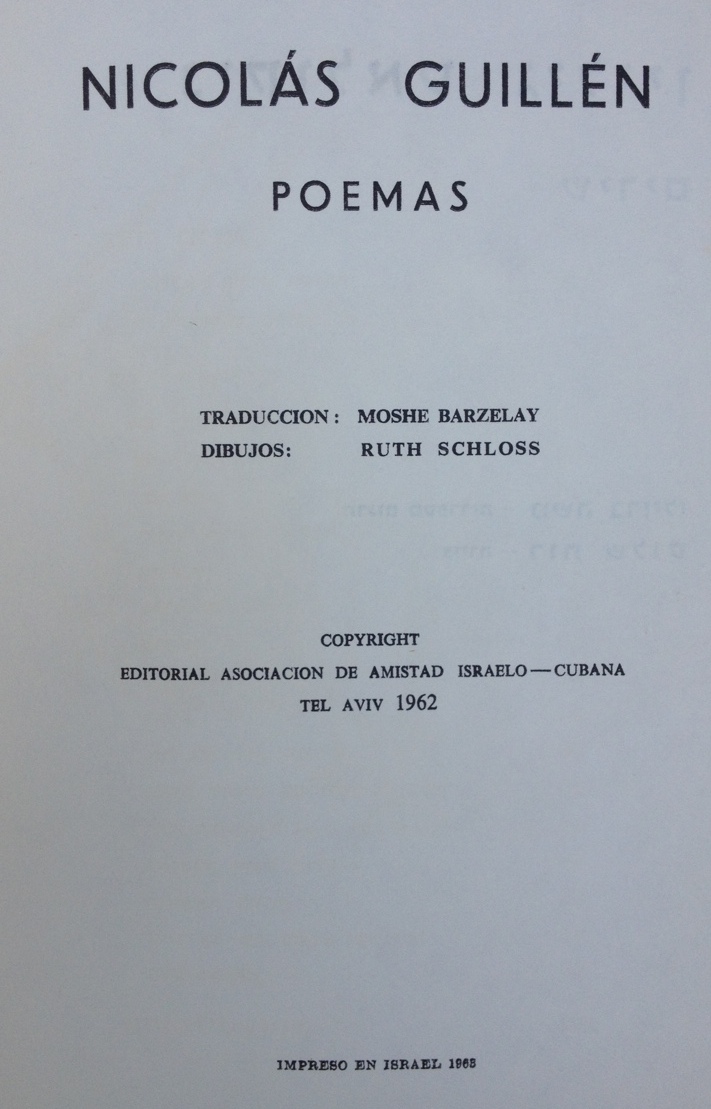 NICOLÁS GUILLÉN
POEMAS
TRADUCCION: MOSHE BARZELAY
DIBUJOS: RUTH SCHLOSS
COPYRIGHT
EDITORIAL ASOCIACION DE AMISTAD ISRAELO—CUBANA
TEL AVIV 1962
IMPRESO EN ISRAEL 1963